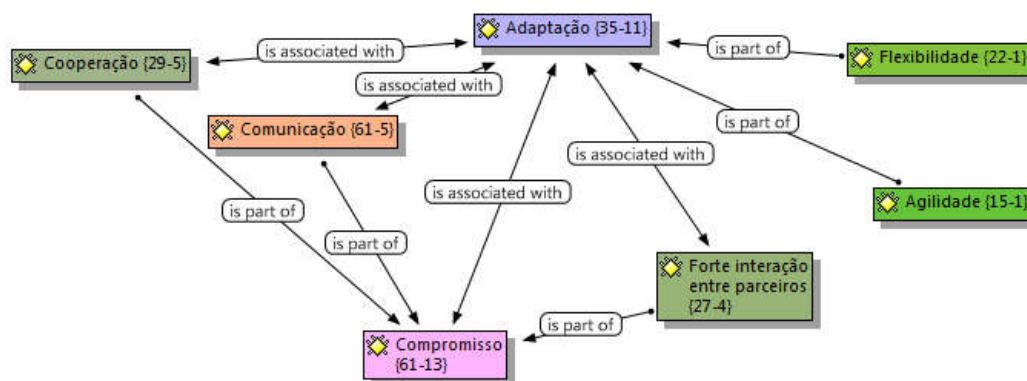 Adaptação {35-11}
is associated with
is part of
Cooperação {29-5}
Flexibilidade {22-1}
is associated with
Comunicação {61-5}
is part of
is associated with
is associated with
Agilidade {15-1}
is part of
is part of
Forte interação
entre parceiros
{27-4}
is part of
Compromisso
{61-13}